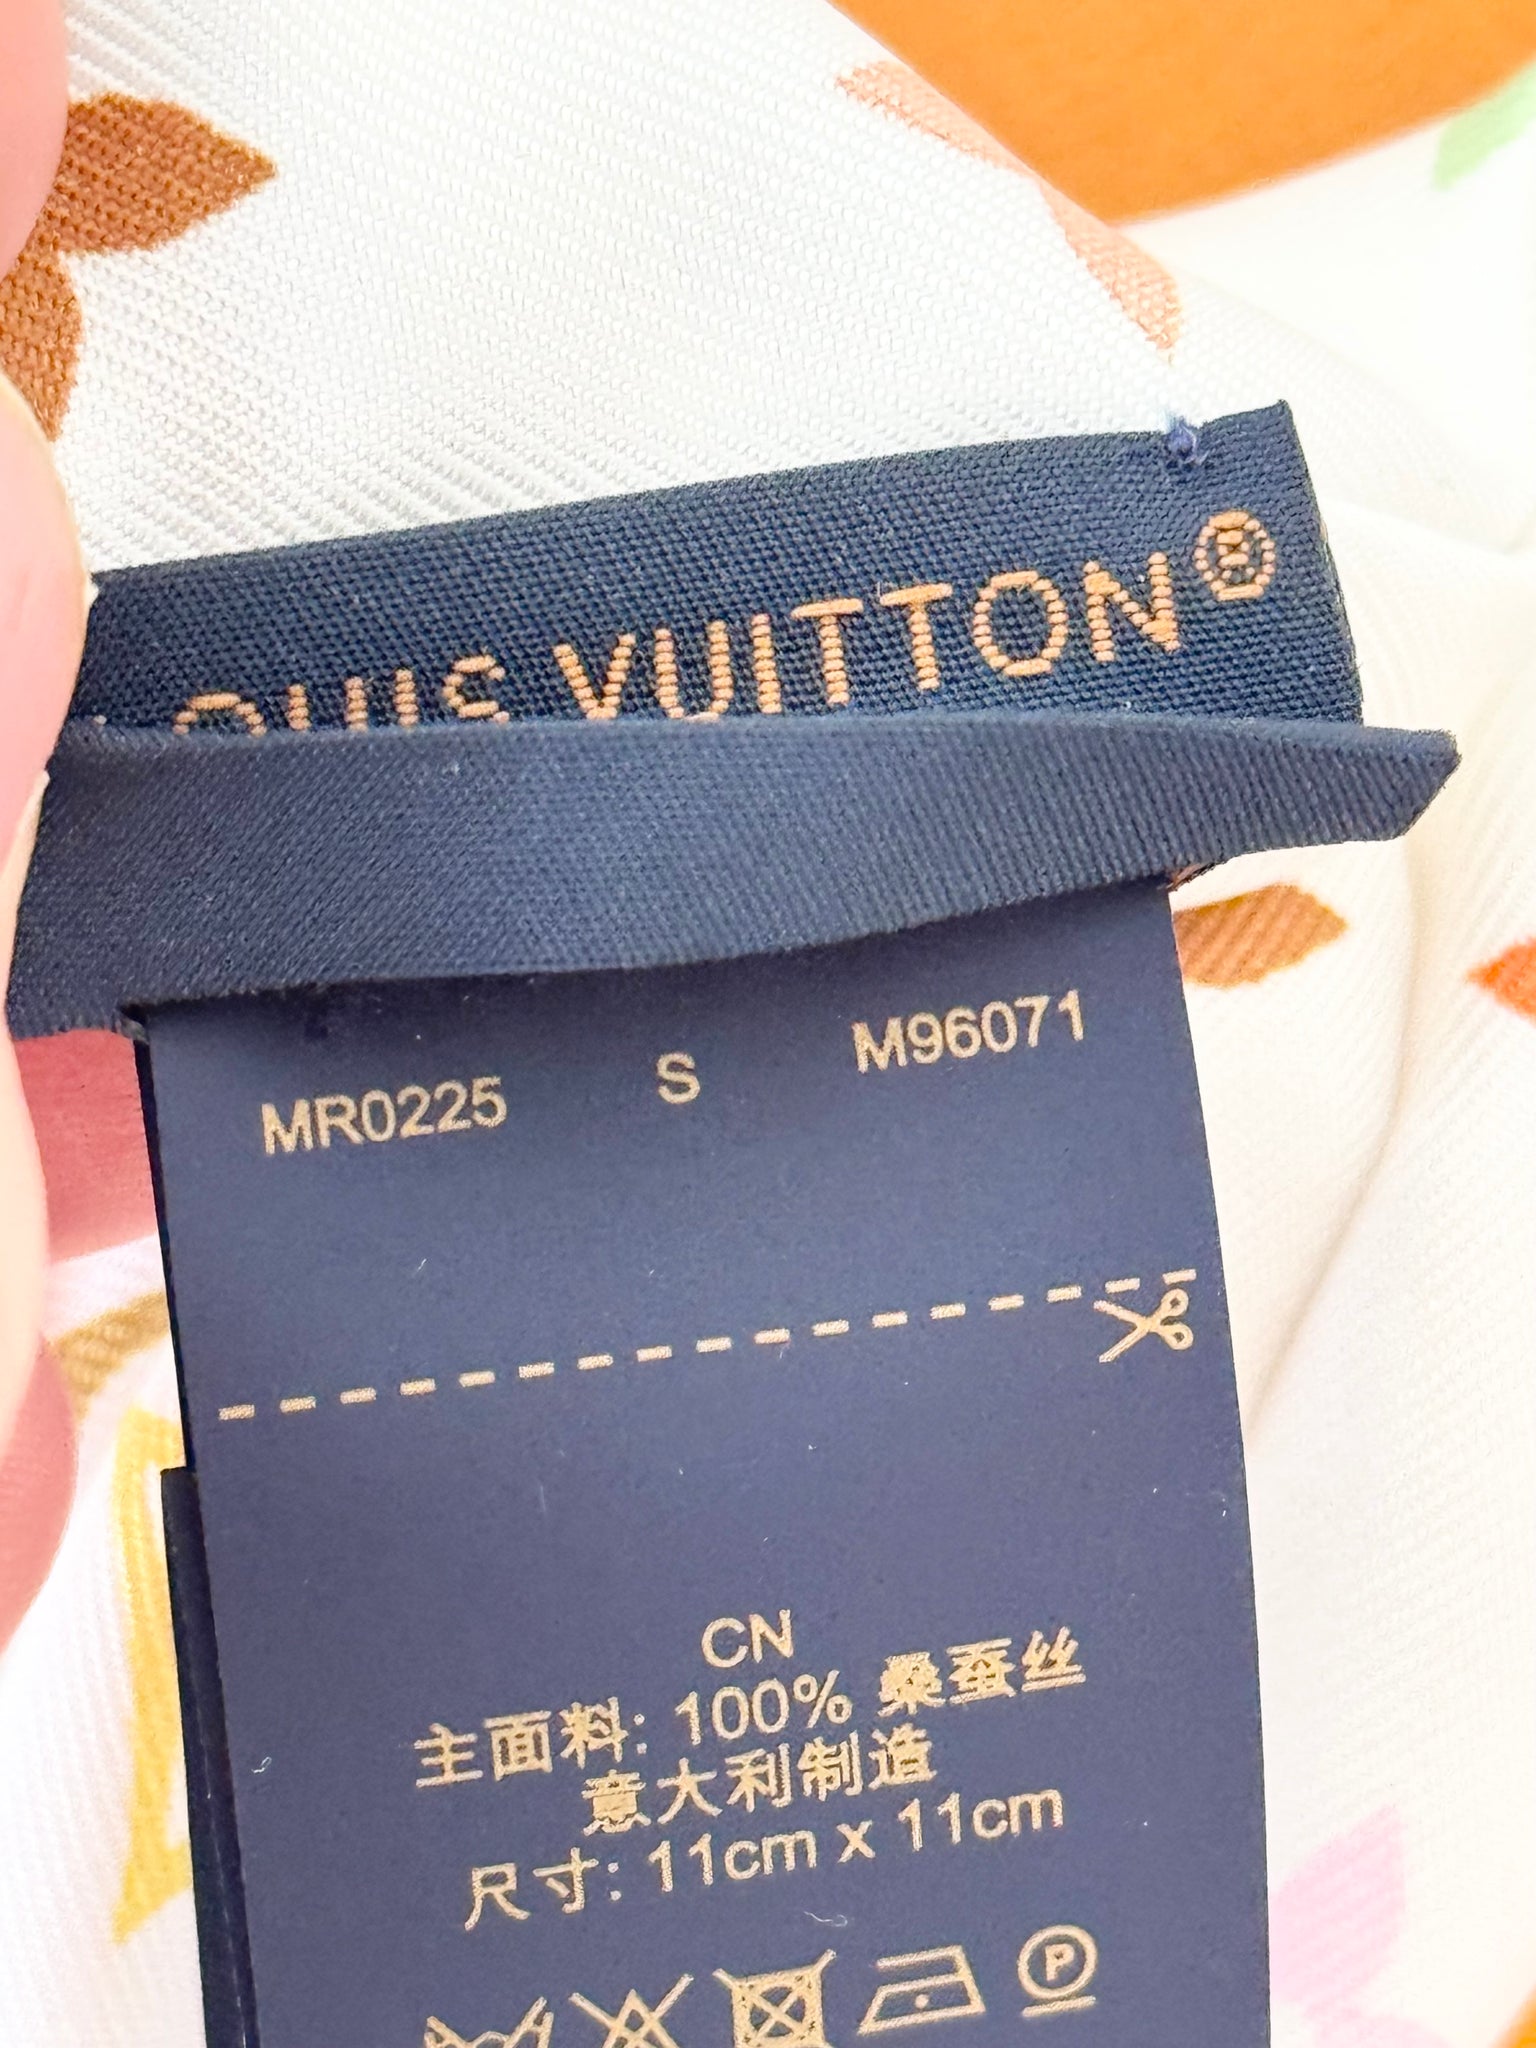 OUIS VUITTON®
MR0225 S M96071
CN
主面料: 100% 桑蚕丝
意大利制造
尺寸: 11cm x 11cm
P